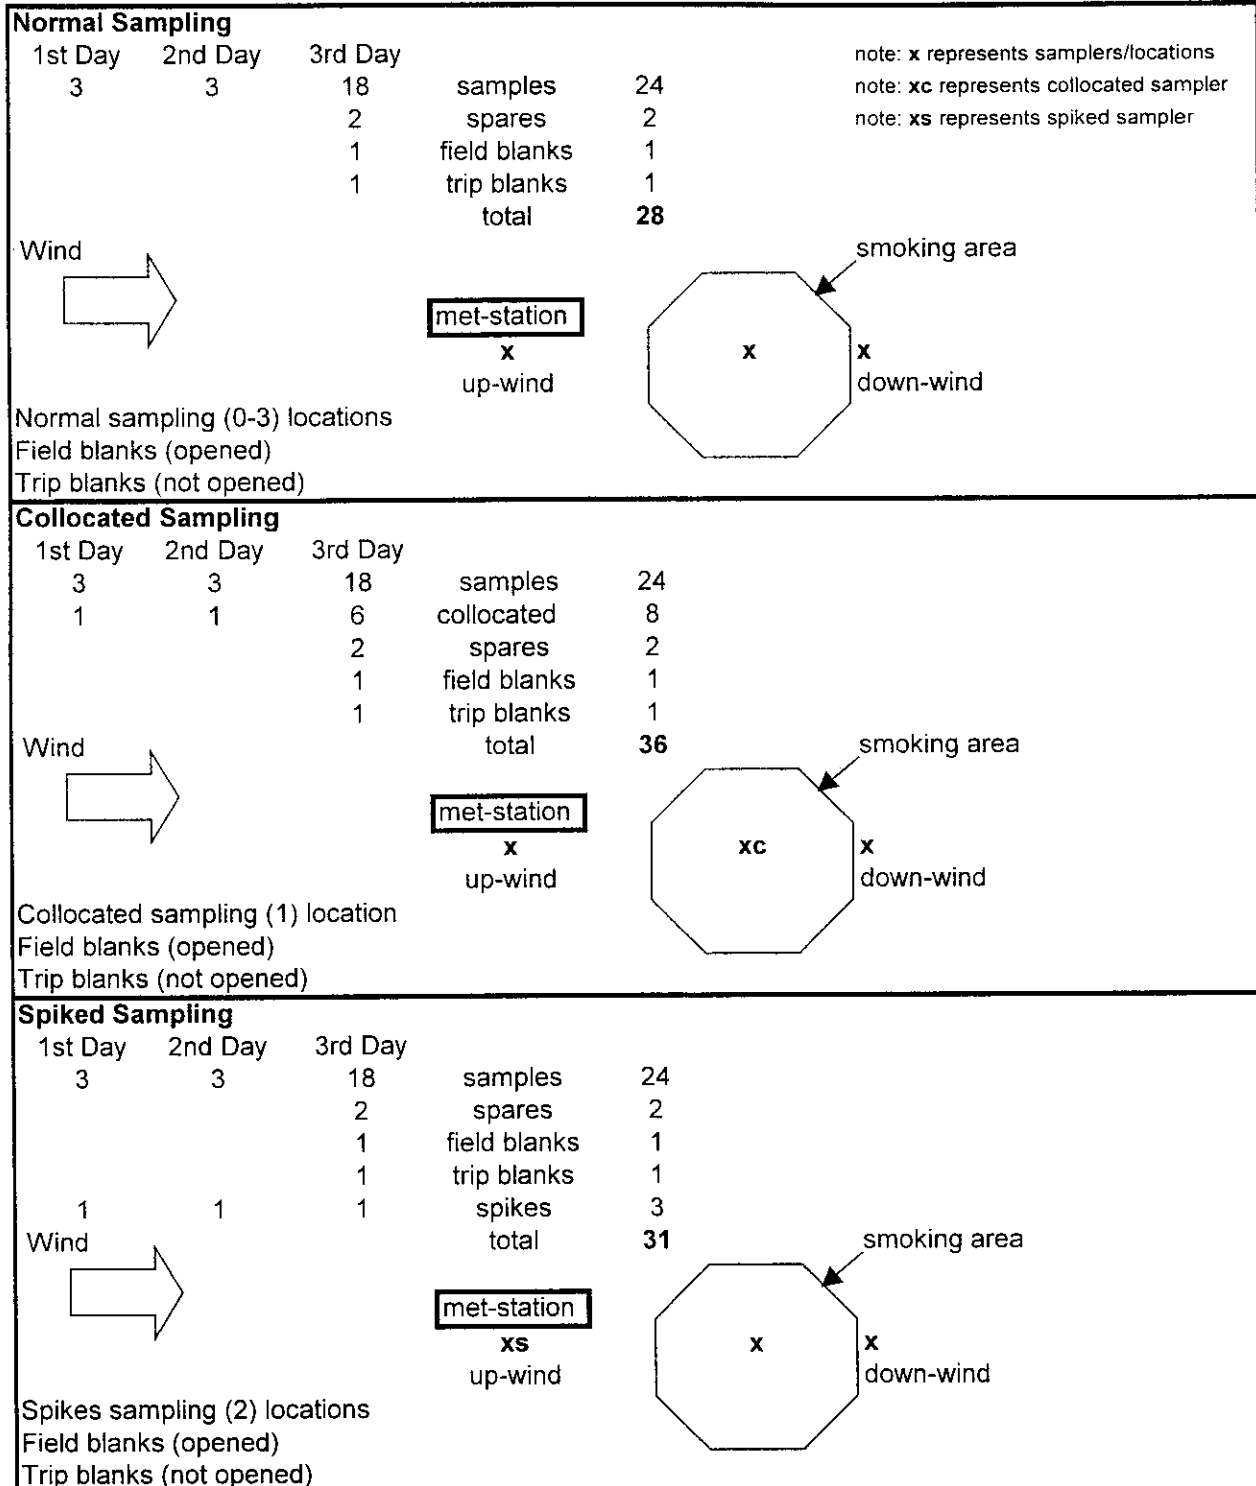 Normal Sampling
1st Day 2nd Day 3rd Day
note: x represents samplers/locations
3 3 18 samples 24
note: xc represents collocated sampler
2 spares 2
note: xs represents spiked sampler
1 field blanks 1
1 trip blanks 1
total 28
Wind
smoking area
met-station
x x x
up-wind down-wind
Normal sampling (0-3) locations
Field blanks (opened)
Trip blanks (not opened)
Collocated Sampling
1st Day 2nd Day 3rd Day
3 3 18 samples 24
1 1 6 collocated 8
2 spares 2
1 field blanks 1
1 trip blanks 1
Wind total 36 smoking area
met-station
x xc x
up-wind down-wind
Collocated sampling (1) location
Field blanks (opened)
Trip blanks (not opened)
Spiked Sampling
1st Day 2nd Day 3rd Day
3 3 18 samples 24
2 spares 2
1 field blanks 1
1 trip blanks 1
1 1 1 spikes 3
Wind total 31 smoking area
met-station
xs x x
up-wind down-wind
Spikes sampling (2) locations
Field blanks (opened)
Trip blanks (not opened)